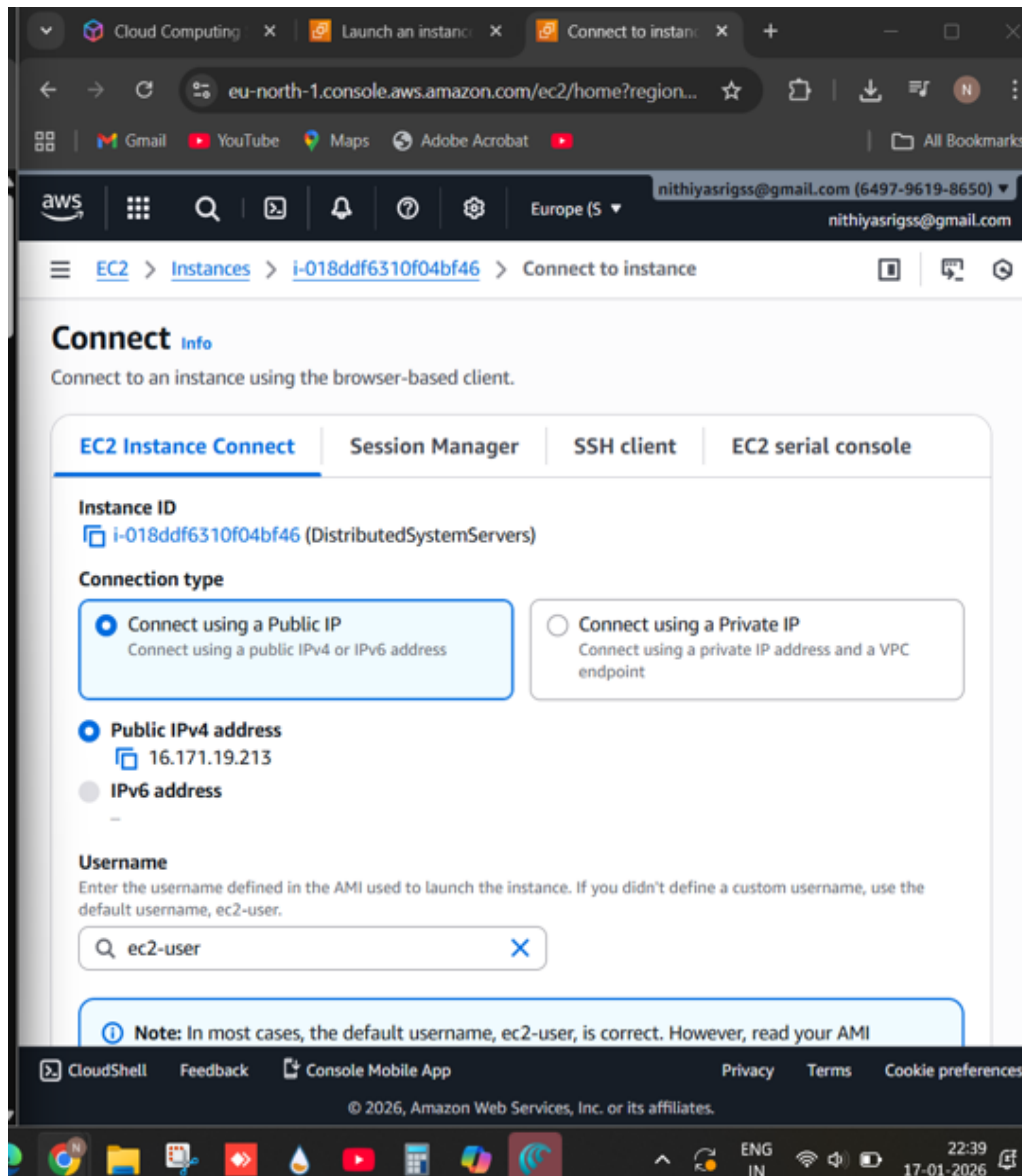 Cloud Computing
Launch an instanc
Connect to instan
eu-north-1.console.aws.amazon.com/ec2/home?region...
N
Gmail
YouTube
Maps
Adobe Acrobat
All Bookmarks
aws
Europe (S
nithiyasrigss@gmail.com (6497-9619-8650)
nithiyasrigss@gmail.com
EC2 > Instances > i-018ddf6310f04bf46 > Connect to instance
Connect Info
Connect to an instance using the browser-based client.
EC2 Instance Connect
Session Manager
SSH client
EC2 serial console
Instance ID
i-018ddf6310f04bf46 (DistributedSystemServers)
Connection type
Connect using a Public IP
Connect using a public IPv4 or IPv6 address
Connect using a Private IP
Connect using a private IP address and a VPC
endpoint
Public IPv4 address
16.171.19.213
IPv6 address
–
Username
Enter the username defined in the AMI used to launch the instance. If you didn't define a custom username, use the
default username, ec2-user.
ec2-user
Note: In most cases, the default username, ec2-user, is correct. However, read your AMI
CloudShell
Feedback
Console Mobile App
Privacy
Terms
Cookie preferences
© 2026, Amazon Web Services, Inc. or its affiliates.
N
ENG
IN
22:39
17-01-2026